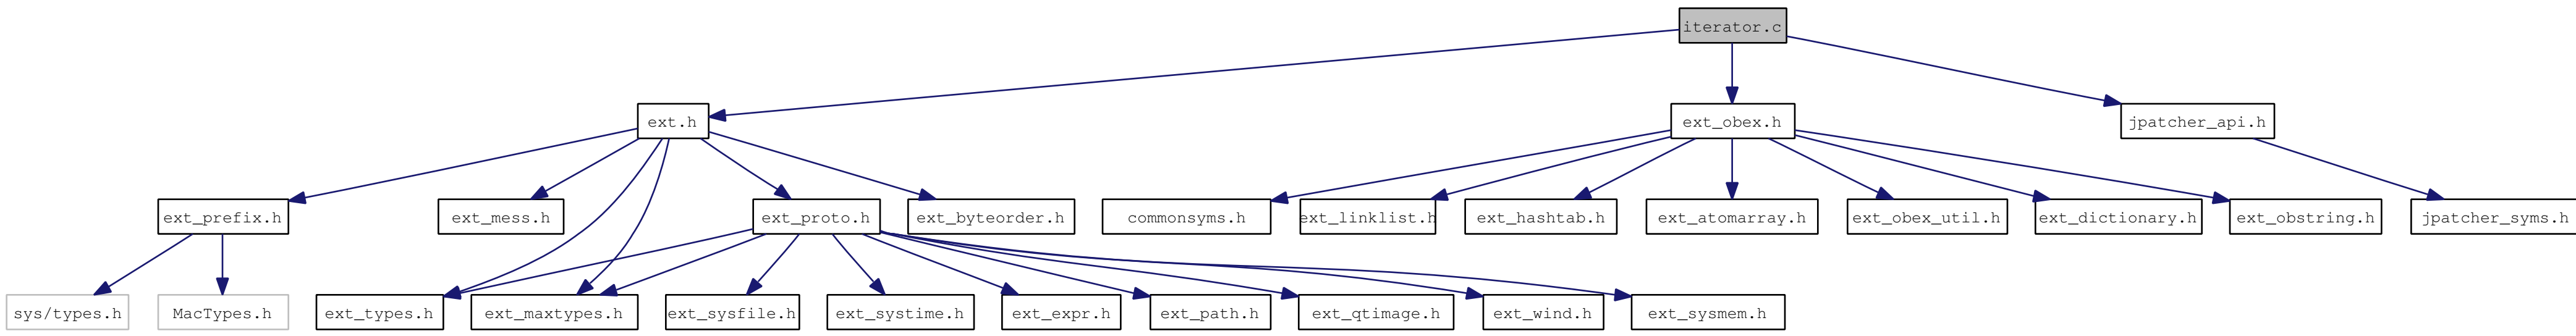 iterator.c
ext.h
ext_obex.h
jpatcher_api.h
ext_prefix.h
ext_mess.h
ext_proto.h
ext_byteorder.h
commonsyms.h
ext_linklist.h
ext_hashtab.h
ext_atomarray.h
ext_obex_util.h
ext_dictionary.h
ext_obstring.h
jpatcher_syms.h
sys/types.h
MacTypes.h
ext_types.h
ext_maxtypes.h
ext_sysfile.h
ext_systime.h
ext_expr.h
ext_path.h
ext_qtimage.h
ext_wind.h
ext_sysmem.h